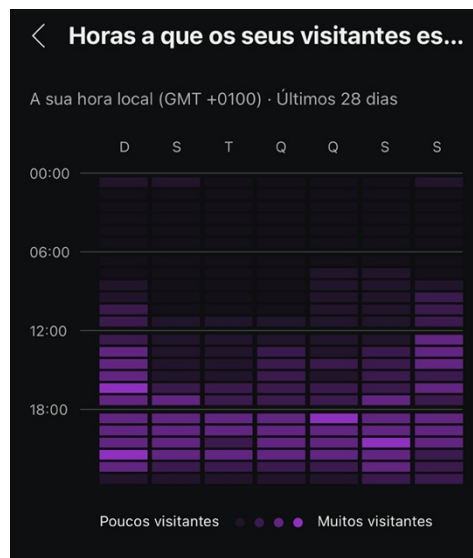 Horas a que os seus visitantes es...
A sua hora local (GMT +0100) · Últimos 28 dias
D S T Q Q S S
00:00
06:00
12:00
18:00
Poucos visitantes Muitos visitantes